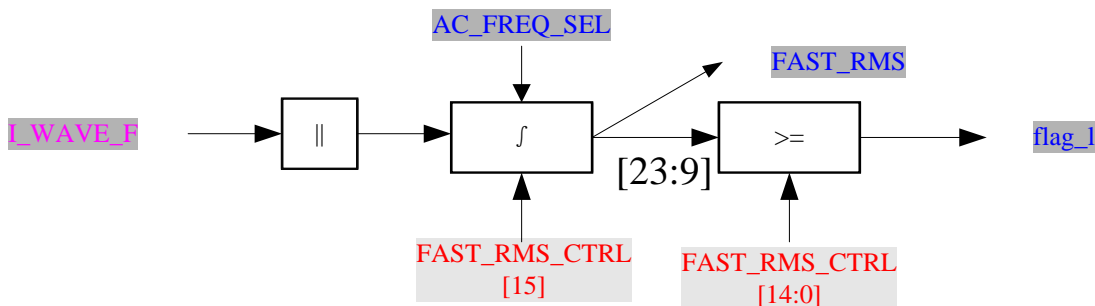 AC_FREQ_SEL
FAST_RMS
I_WAVE_F
||
∫
>=
flag_1
[23:9]
FAST_RMS_CTRL
[15]
FAST_RMS_CTRL
[14:0]